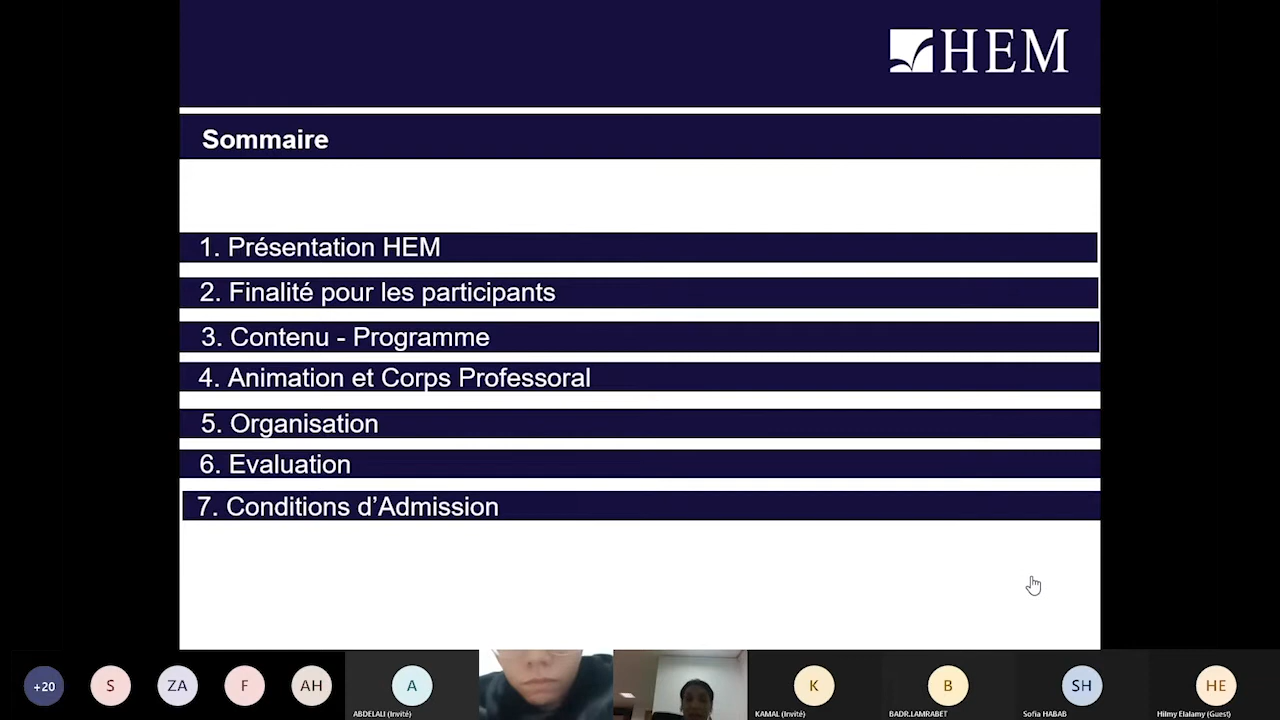 HEM
Sommaire
1. Présentation HEM
2. Finalité pour les participants
3. Contenu - Programme
4. Animation et Corps Professoral
5. Organisation
6. Evaluation
7. Conditions d’Admission
+20
S
ZA
F
AH
A
K
B
SH
HE
ABDELALI (Invité)
KAMAL (Invité)
BADR.LAMRABET
Sofia HABAB
Hilmy Elalamy (Guest)